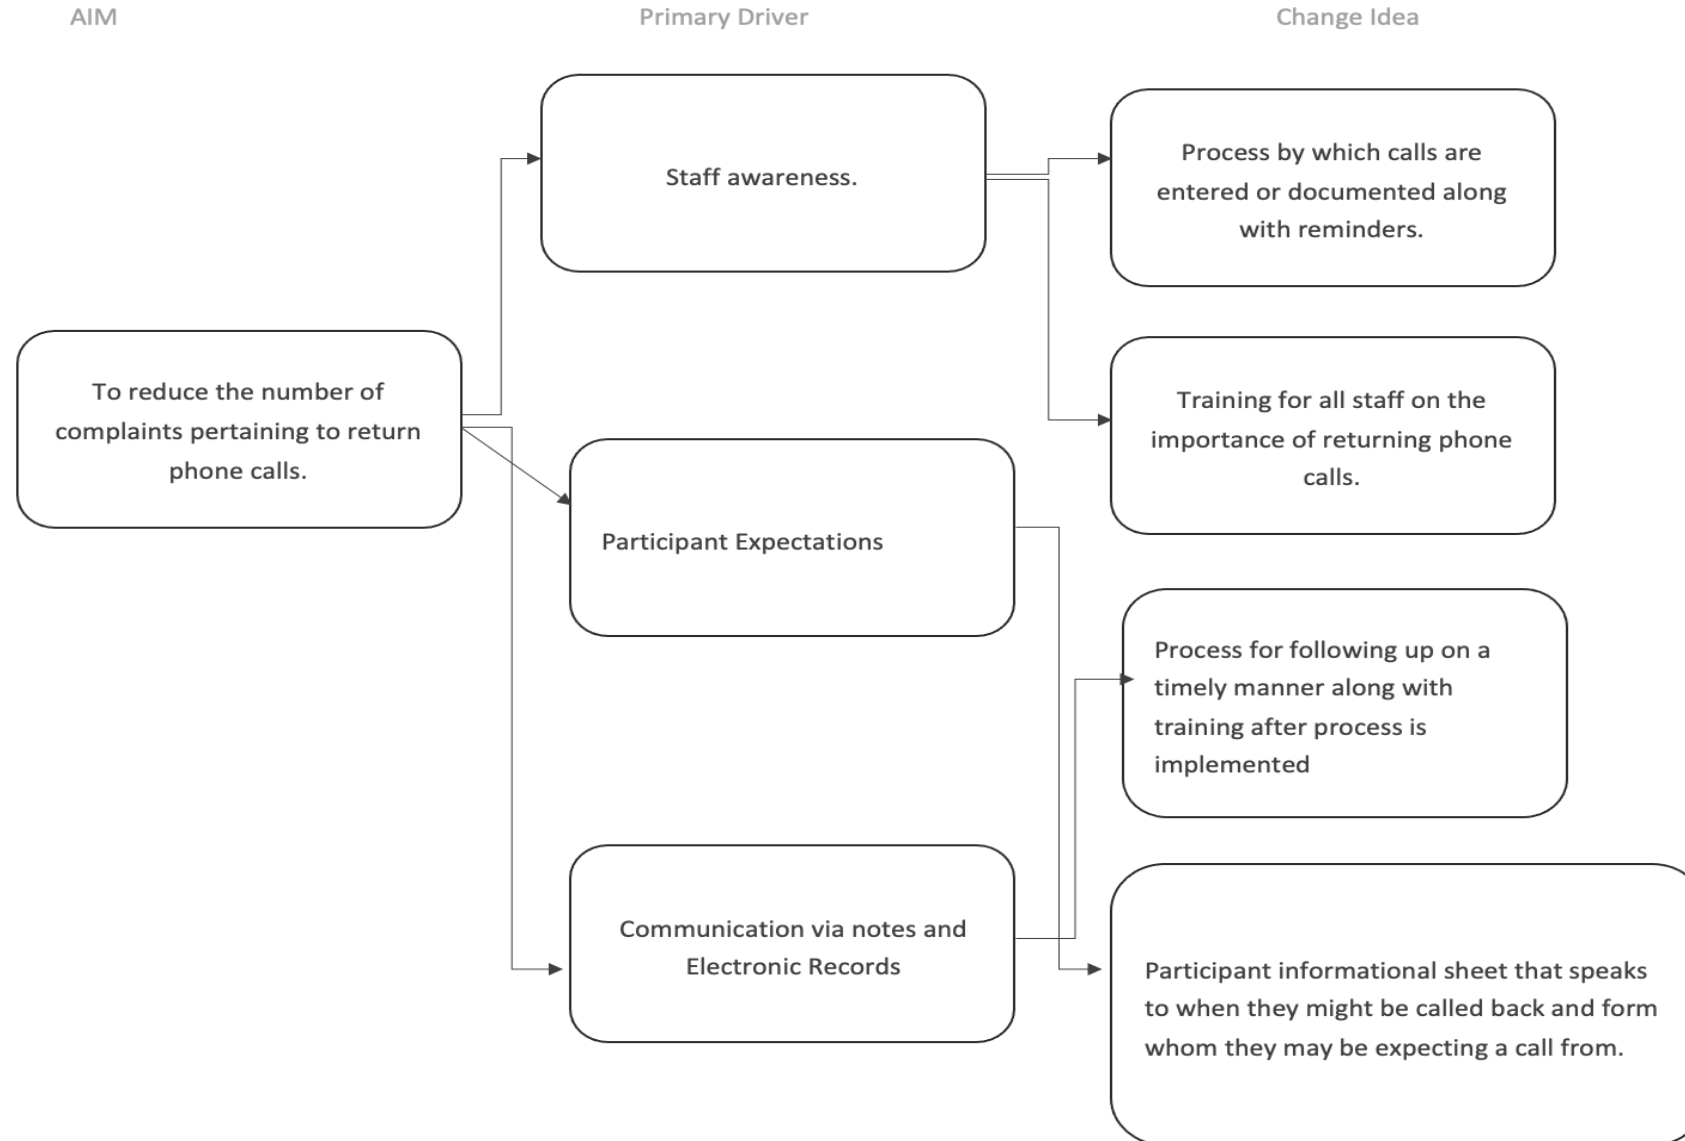 AIM
Primary Driver
Change Idea
Staff awareness.
Process by which calls are
entered or documented along
with reminders.
To reduce the number of
complaints pertaining to return
phone calls.
Training for all staff on the
importance of returning phone
calls.
Participant Expectations
Process for following up on a
timely manner along with
training after process is
implemented
Communication via notes and
Electronic Records
Participant informational sheet that speaks
to when they might be called back and form
whom they may be expecting a call from.